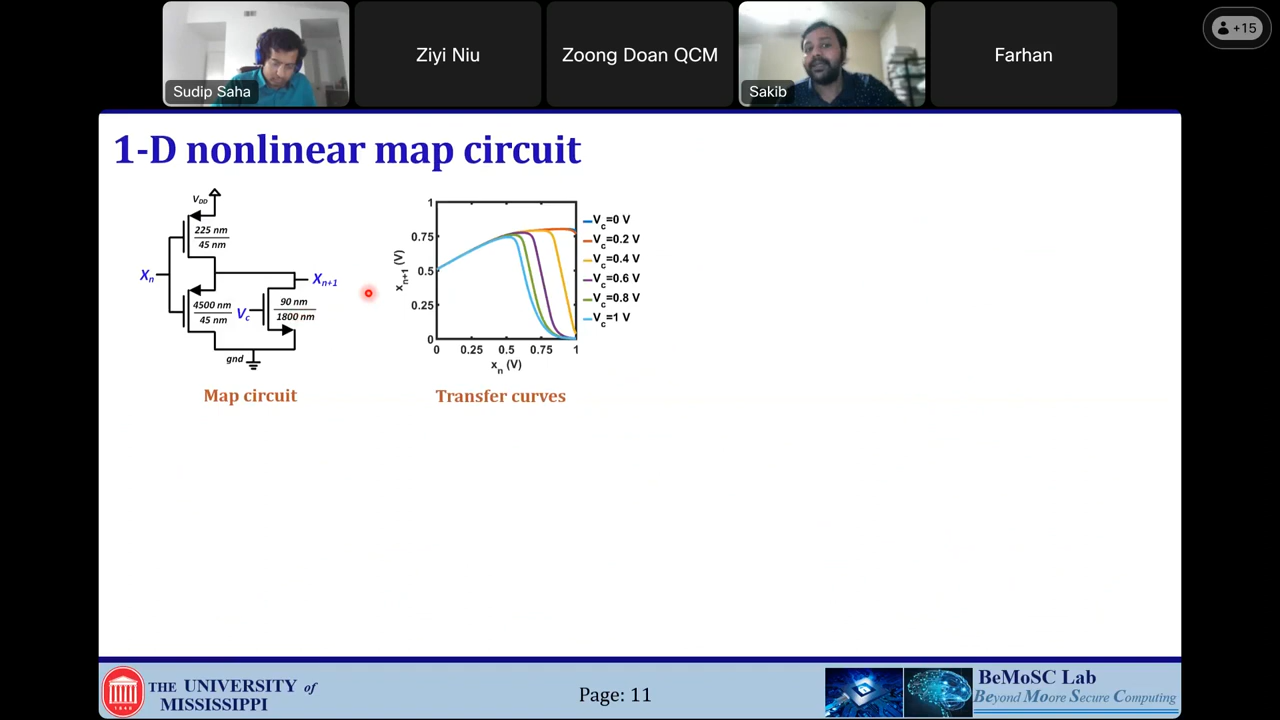 +15
Sudip Saha
Ziyi Niu
Zoong Doan QCM
Sakib
Farhan
1-D nonlinear map circuit
VDD
225 nm
45 nm
Xn
Xn+1
4500 nm
45 nm
Vc
90 nm
1800 nm
gnd
Map circuit
xn+1 (V)
1
0.75
0.5
0.25
0
0 0.25 0.5 0.75 1
xn (V)
Vc=0 V
Vc=0.2 V
Vc=0.4 V
Vc=0.6 V
Vc=0.8 V
Vc=1 V
Transfer curves
THE UNIVERSITY of
MISSISSIPPI
1848
Page: 11
BeMoSC Lab
Beyond Moore Secure Computing